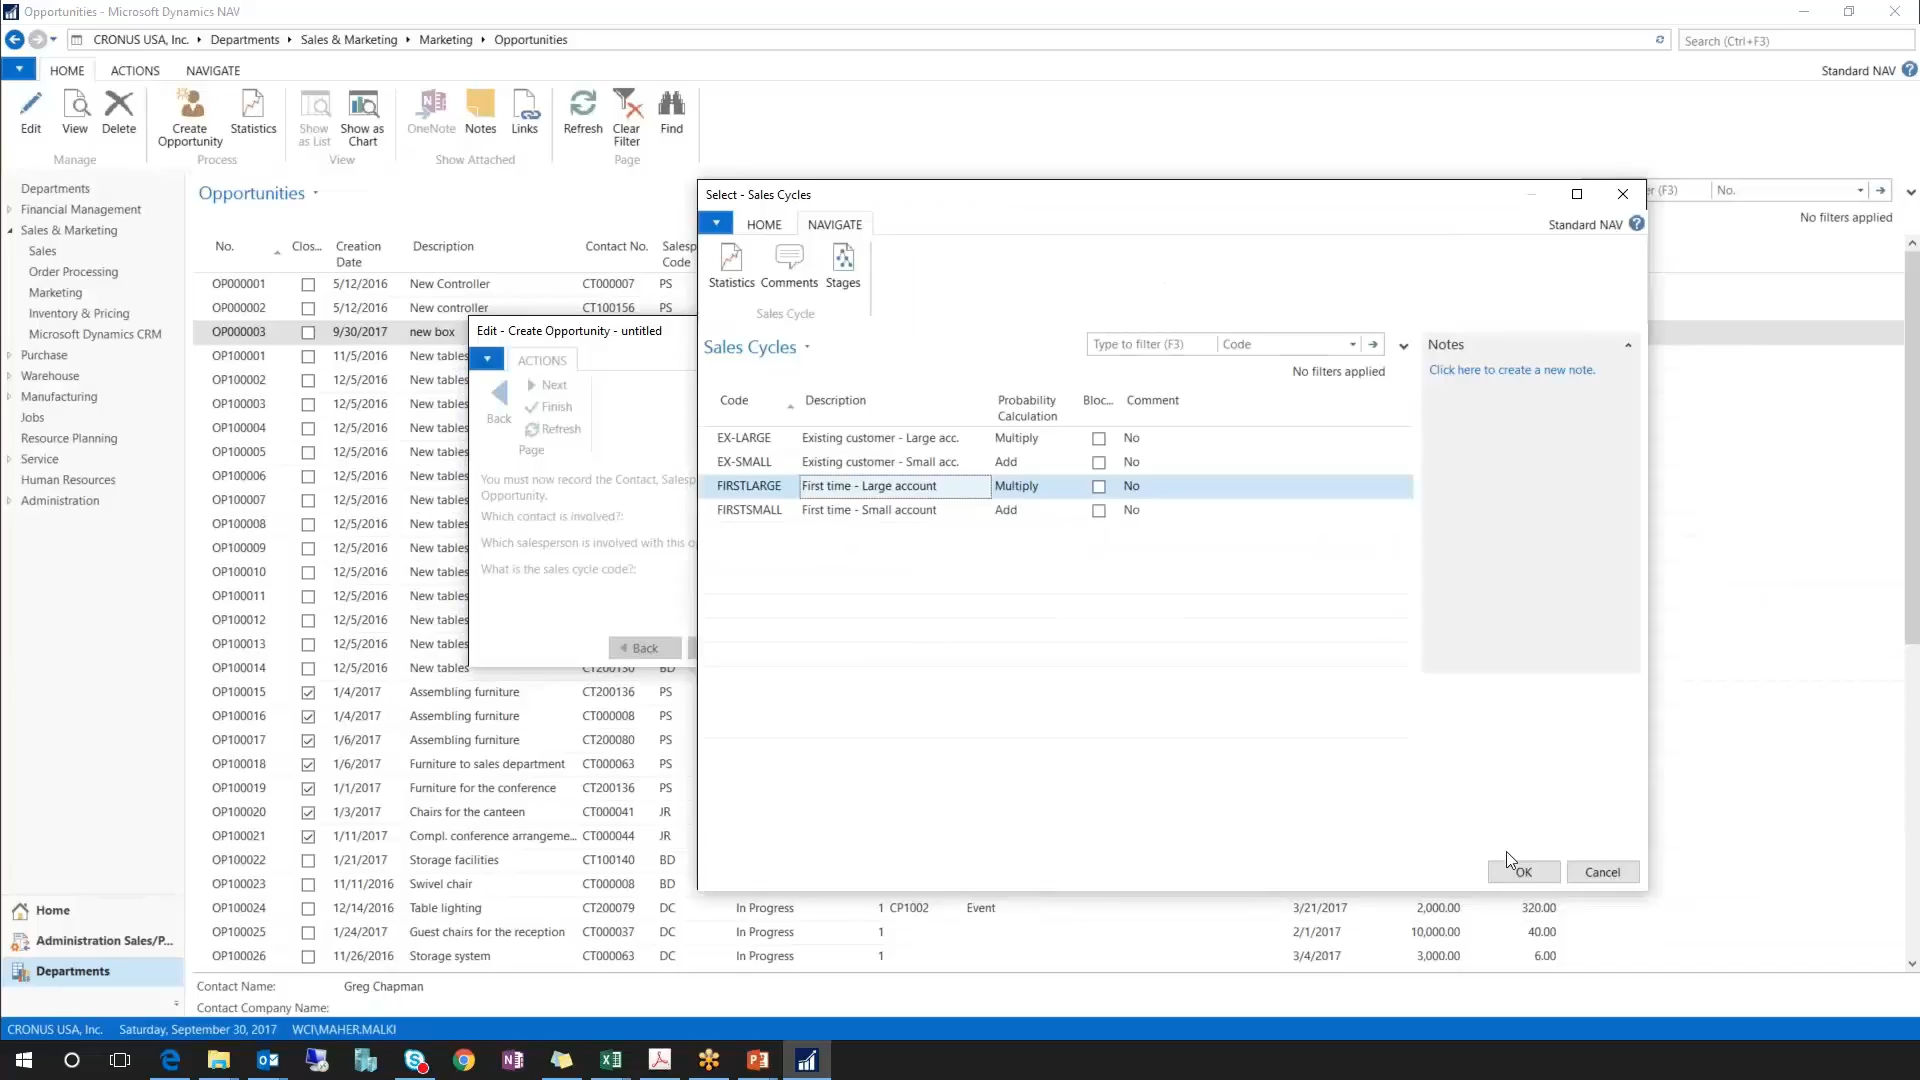 Opportunities - Microsoft Dynamics NAV
CRONUS USA, Inc. Departments Sales & Marketing Marketing Opportunities
Search (Ctrl+F3)
HOME ACTIONS NAVIGATE
Standard NAV
Edit View Delete Create Opportunity Statistics Show as List Show as Chart OneNote Notes Links Refresh Clear Filter Find
Manage Process View Show Attached Page
Departments
Financial Management
Sales & Marketing
Sales
Order Processing
Marketing
Inventory & Pricing
Microsoft Dynamics CRM
Purchase
Warehouse
Manufacturing
Jobs
Resource Planning
Service
Human Resources
Administration
Home
Administration Sales/P...
Departments
Opportunities
(F3) No.
No filters applied
No. Clos... Creation Date Description Contact No. Salesp Code
OP000001 5/12/2016 New Controller CT000007 PS
OP000002 5/12/2016 New controller CT100156 PS
OP000003 9/30/2017 new box
OP100001 11/5/2016 New tables
OP100002 12/5/2016 New tables
OP100003 12/5/2016 New tables
OP100004 12/5/2016 New tables
OP100005 12/5/2016 New tables
OP100006 12/5/2016 New tables
OP100007 12/5/2016 New tables
OP100008 12/5/2016 New tables
OP100009 12/5/2016 New tables
OP100010 12/5/2016 New tables
OP100011 12/5/2016 New tables
OP100012 12/5/2016 New tables
OP100013 12/5/2016 New tables
OP100014 12/5/2016 New tables CT200130 BD
OP100015 1/4/2017 Assembling furniture CT200136 PS
OP100016 1/4/2017 Assembling furniture CT000008 PS
OP100017 1/6/2017 Assembling furniture CT200080 PS
OP100018 1/6/2017 Furniture to sales department CT000063 PS
OP100019 1/1/2017 Furniture for the conference CT200136 PS
OP100020 1/3/2017 Chairs for the canteen CT000041 JR
OP100021 1/11/2017 Compl. conference arrangeme... CT000044 JR
OP100022 1/21/2017 Storage facilities CT100140 BD
OP100023 11/11/2016 Swivel chair CT000008 BD
OP100024 12/14/2016 Table lighting CT200079 DC In Progress 1 CP1002 Event 3/21/2017 2,000.00 320.00
OP100025 1/24/2017 Guest chairs for the reception CT000037 DC In Progress 1 2/1/2017 10,000.00 40.00
OP100026 11/26/2016 Storage system CT000063 DC In Progress 1 3/4/2017 3,000.00 6.00
Contact Name: Greg Chapman
Contact Company Name:
Edit - Create Opportunity - untitled
ACTIONS
Back
Next
Finish
Refresh
Page
You must now record the Contact, Salesp
Opportunity.
Which contact is involved?:
Which salesperson is involved with this o
What is the sales cycle code?:
Back
Select - Sales Cycles
HOME NAVIGATE
Standard NAV
Statistics Comments Stages
Sales Cycle
Sales Cycles
Type to filter (F3) Code
No filters applied
Code Description Probability Calculation Bloc... Comment
EX-LARGE Existing customer - Large acc. Multiply No
EX-SMALL Existing customer - Small acc. Add No
FIRSTLARGE First time - Large account Multiply No
FIRSTSMALL First time - Small account Add No
Notes
Click here to create a new note.
OK Cancel
CRONUS USA, Inc. Saturday, September 30, 2017 WCI\MAHER.MALKI